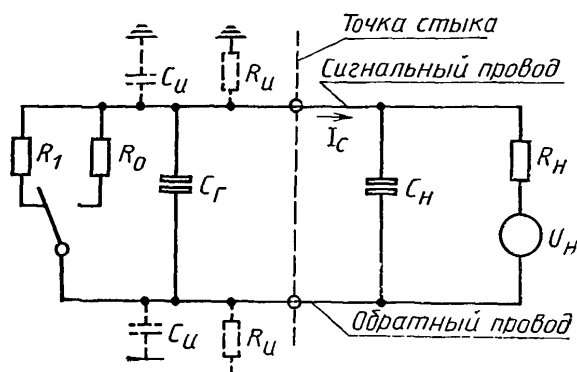 Точка стыка
Сигнальный провод
Cи
Rи
Iс
R1
R0
Cг
Cн
Rн
Uн
Обратный провод
Cи
Rи